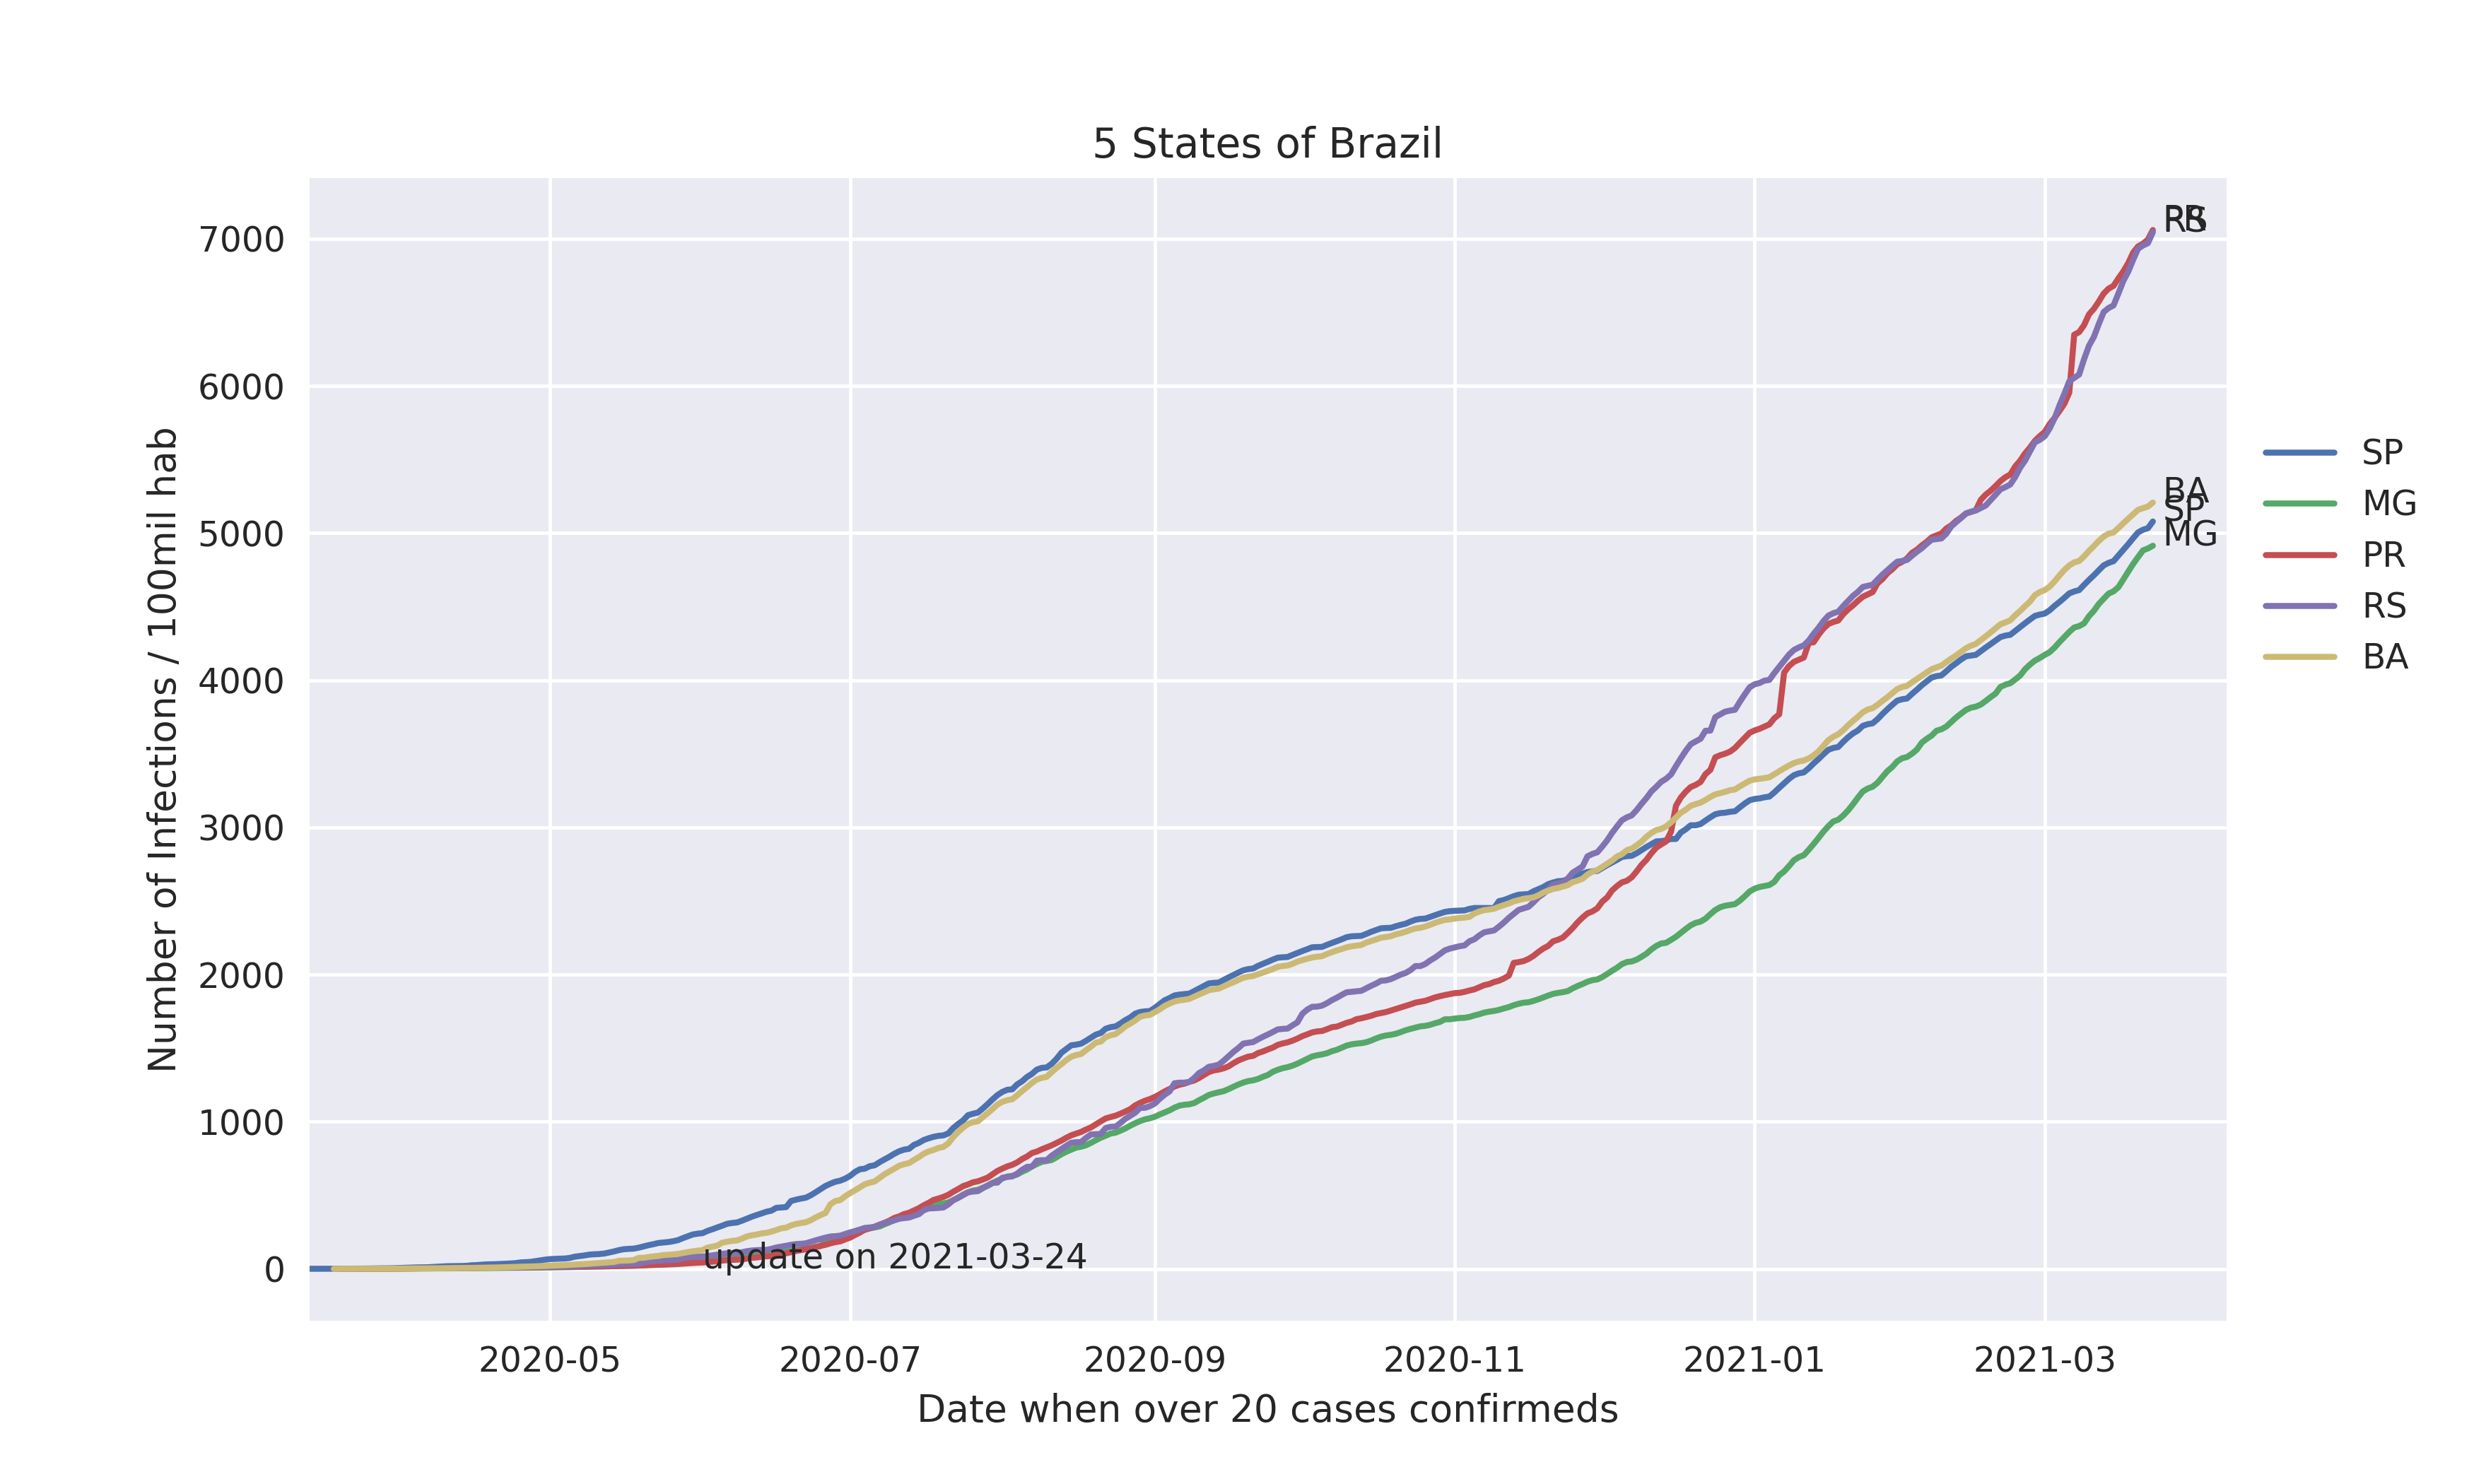 5 States of Brazil
Number of Infections / 100mil hab
7000
6000
5000
4000
3000
2000
1000
0
PR
RS
BA
SP
MG
update on 2021-03-24
2020-05
2020-07
2020-09
2020-11
2021-01
2021-03
Date when over 20 cases confirmeds
SP
MG
PR
RS
BA